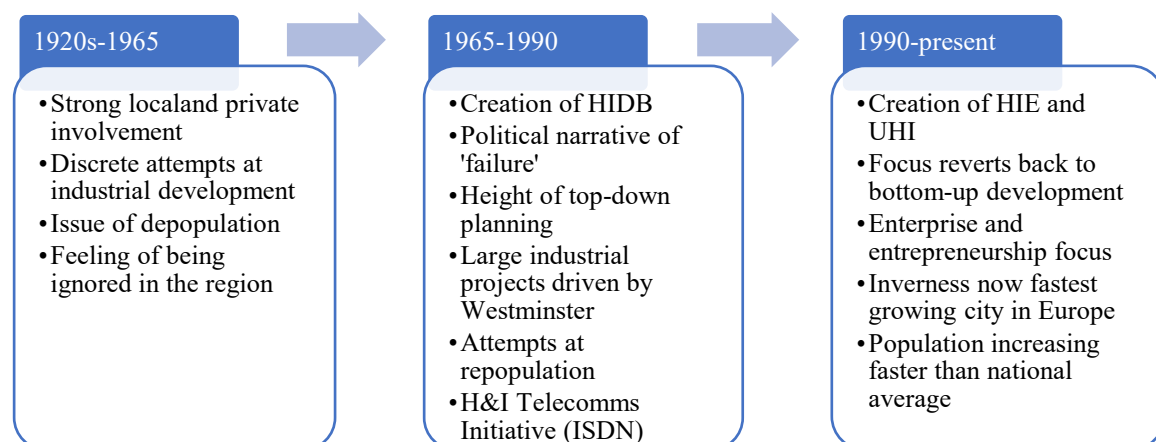 1920s-1965
•Strong localand private
involvement
•Discrete attempts at
industrial development
•Issue of depopulation
•Feeling of being
ignored in the region
1965-1990
•Creation of HIDB
•Political narrative of
'failure'
•Height of top-down
planning
•Large industrial
projects driven by
Westminster
•Attempts at
repopulation
•H&I Telecomms
Initiative (ISDN)
1990-present
•Creation of HIE and
UHI
•Focus reverts back to
bottom-up development
•Enterprise and
entrepreneurship focus
•Inverness now fastest
growing city in Europe
•Population increasing
faster than national
average